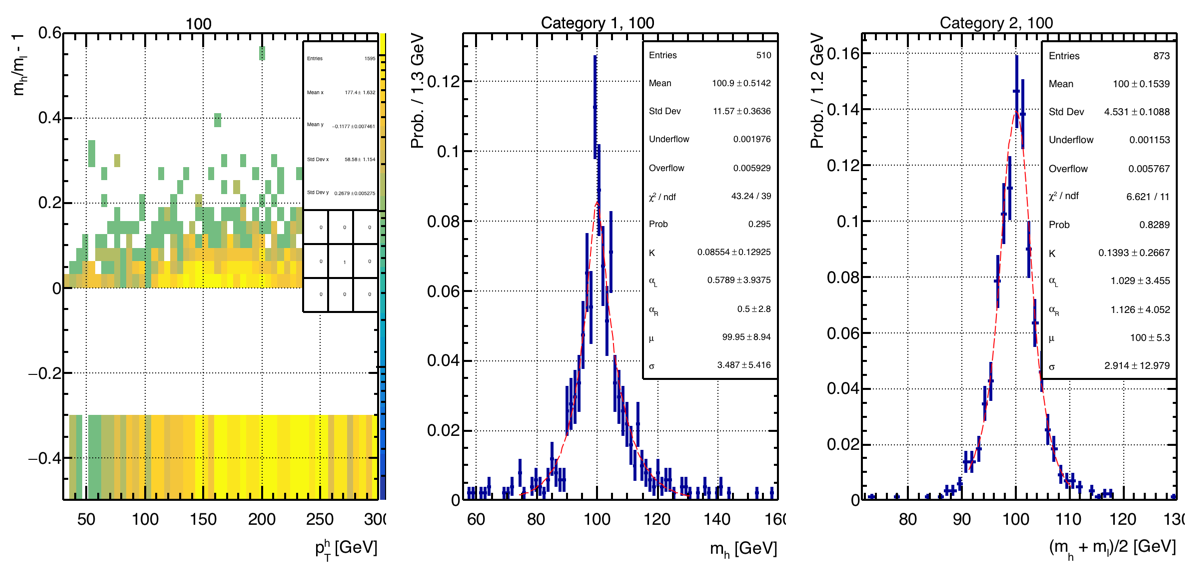 100
m_h/m_l - 1
0.6
0.4
0.2
0
−0.2
−0.4
50 100 150 200 250 300
p_T^h [GeV]
Entries 1595
Mean x 177.4 ± 1.632
Mean y −0.1177 ± 0.007461
Std Dev x 58.58 ± 1.154
Std Dev y 0.2679 ± 0.005275
0 0 0
0 1 0
0 0 0
Category 1, 100
Prob. / 1.3 GeV
0.12
0.1
0.08
0.06
0.04
0.02
0
60 80 100 120 140 160
m_h [GeV]
Entries 510
Mean 100.9 ± 0.5142
Std Dev 11.57 ± 0.3636
Underflow 0.001976
Overflow 0.005929
χ² / ndf 43.24 / 39
Prob 0.295
K 0.08554 ± 0.12925
α_L 0.5789 ± 3.9375
α_R 0.5 ± 2.8
μ 99.95 ± 8.94
σ 3.487 ± 5.416
Category 2, 100
Prob. / 1.2 GeV
0.16
0.14
0.12
0.1
0.08
0.06
0.04
0.02
0
80 90 100 110 120 130
(m_h + m_l)/2 [GeV]
Entries 873
Mean 100 ± 0.1539
Std Dev 4.531 ± 0.1088
Underflow 0.001153
Overflow 0.005767
χ² / ndf 6.621 / 11
Prob 0.8289
K 0.1393 ± 0.2667
α_L 1.029 ± 3.455
α_R 1.126 ± 4.052
μ 100 ± 5.3
σ 2.914 ± 12.979